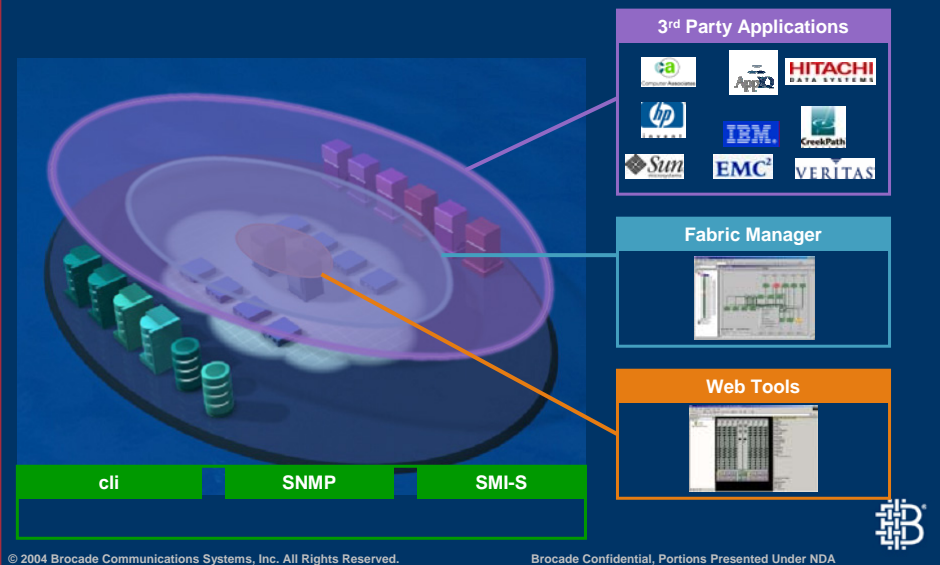 3rd Party Applications
ca
Computer Associates
AppIQ
HITACHI
DATA SYSTEMS
hp
invent
IBM.
CreekPath
Sun
microsystems
EMC²
VERITAS
Fabric Manager
Web Tools
cli
SNMP
SMI-S
B
© 2004 Brocade Communications Systems, Inc. All Rights Reserved.
Brocade Confidential, Portions Presented Under NDA